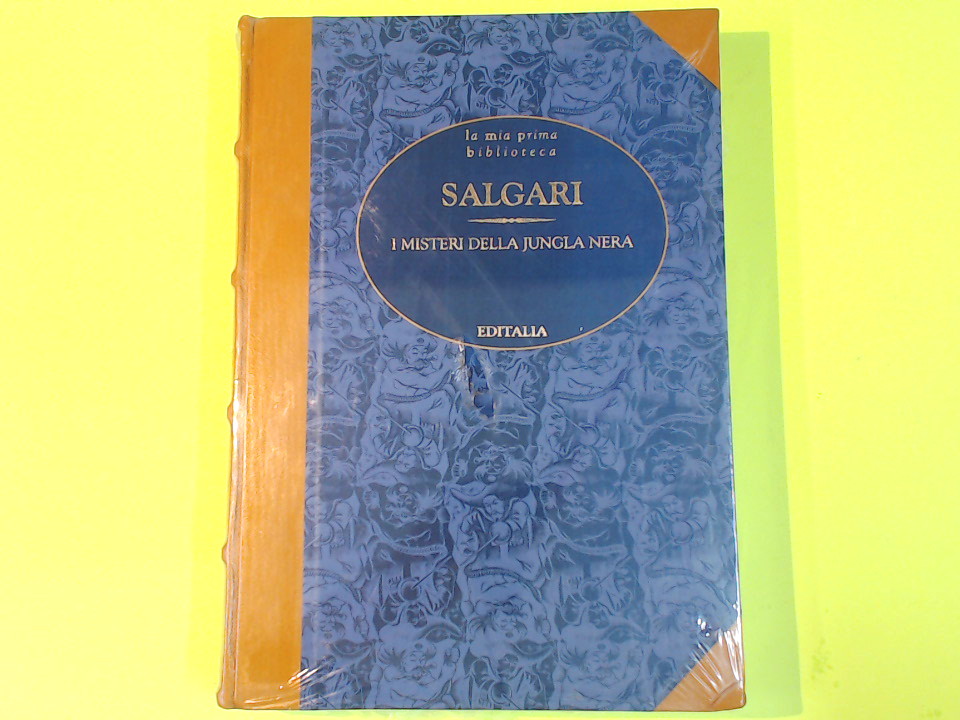 la mia prima
biblioteca
SALGARI
I MISTERI DELLA JUNGLA NERA
EDITALIA